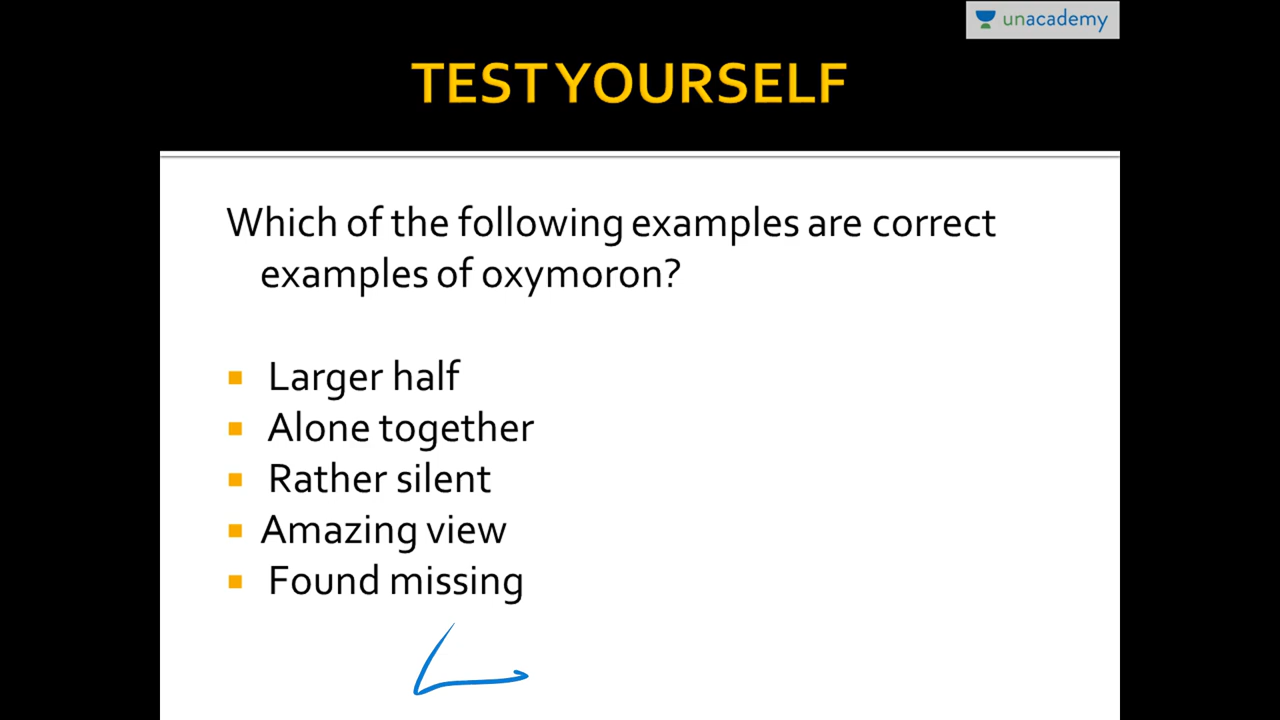 unacademy
TEST YOURSELF
Which of the following examples are correct
examples of oxymoron?
Larger half
Alone together
Rather silent
Amazing view
Found missing